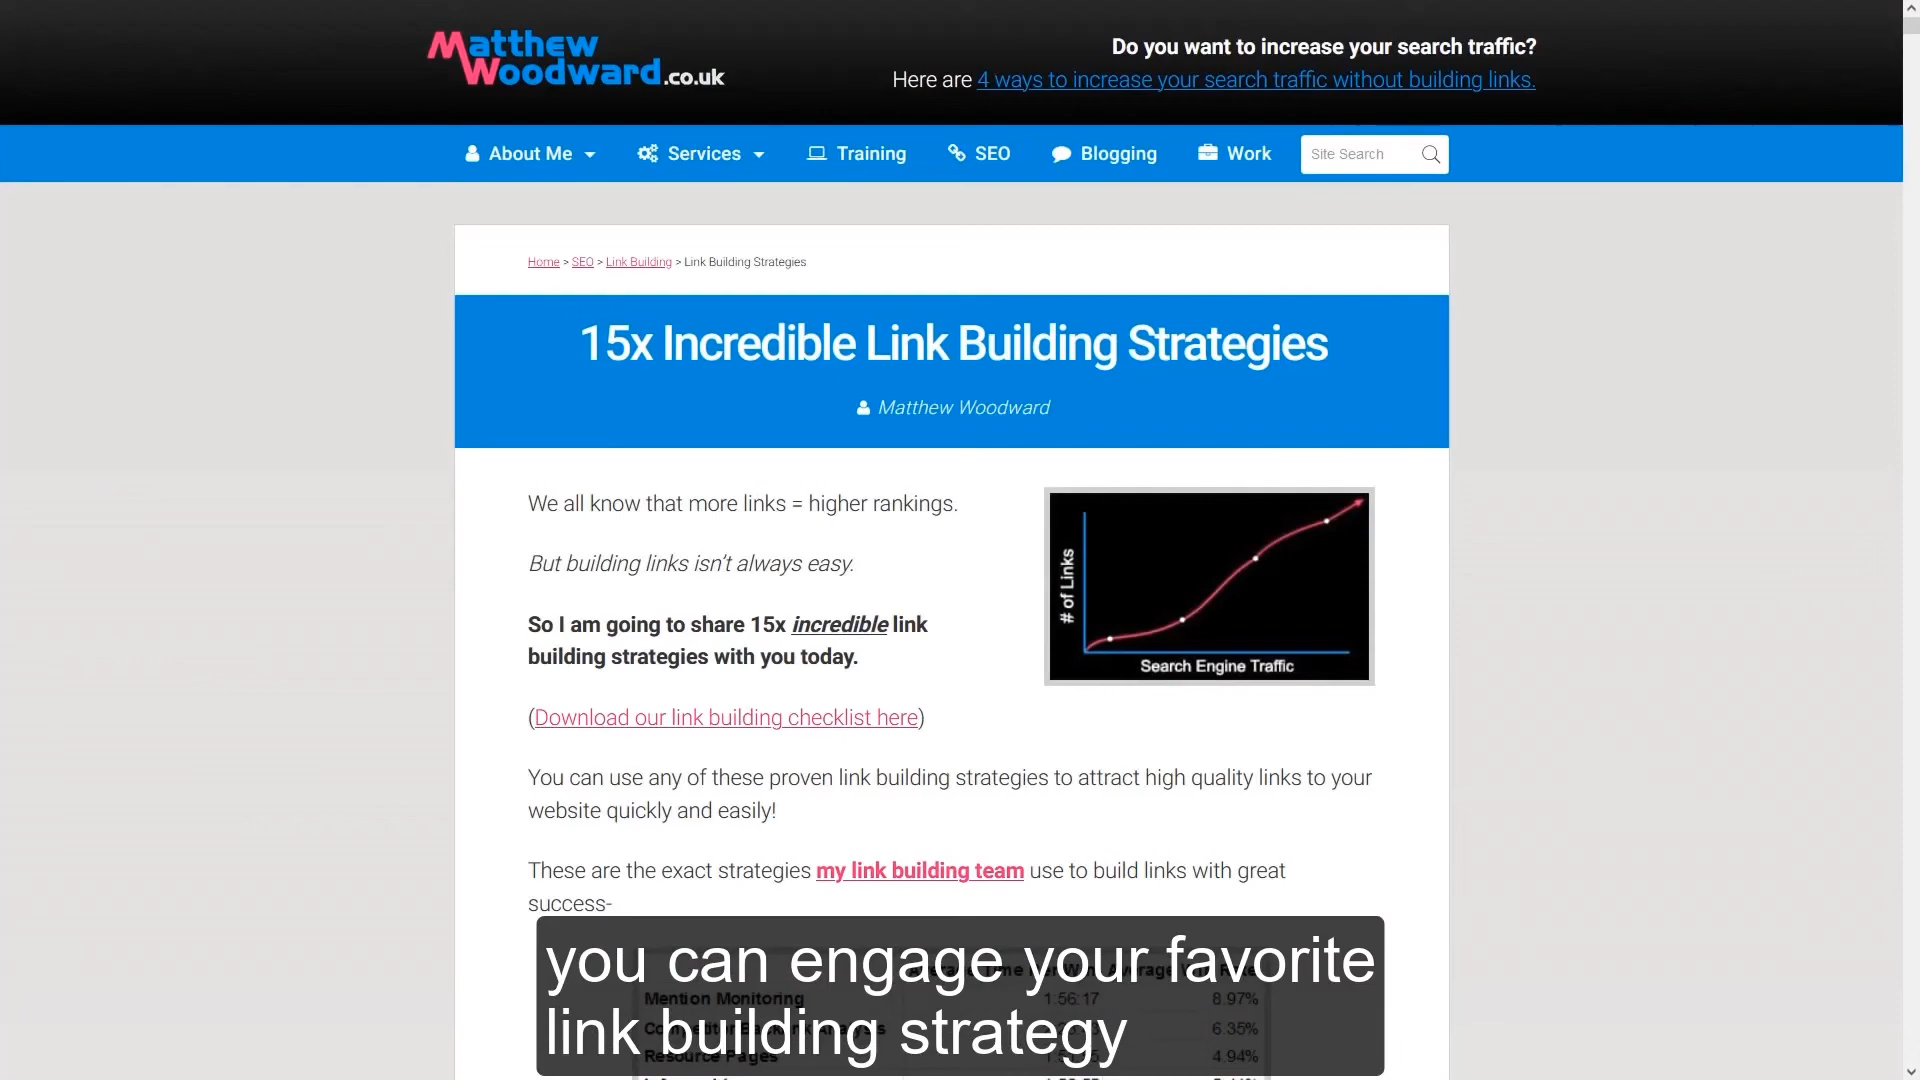 Matthew
Woodward.co.uk
Do you want to increase your search traffic?
Here are 4 ways to increase your search traffic without building links.
About Me
Services
Training
SEO
Blogging
Work
Site Search
Home > SEO > Link Building > Link Building Strategies
15x Incredible Link Building Strategies
Matthew Woodward
We all know that more links = higher rankings.
But building links isn't always easy.
So I am going to share 15x incredible link
building strategies with you today.
# of Links
Search Engine Traffic
(Download our link building checklist here)
You can use any of these proven link building strategies to attract high quality links to your
website quickly and easily!
These are the exact strategies my link building team use to build links with great
success-
Mention Monitoring 1:56:17 8.97%
6.35%
Resource Pages 4.94%
you can engage your favorite
link building strategy